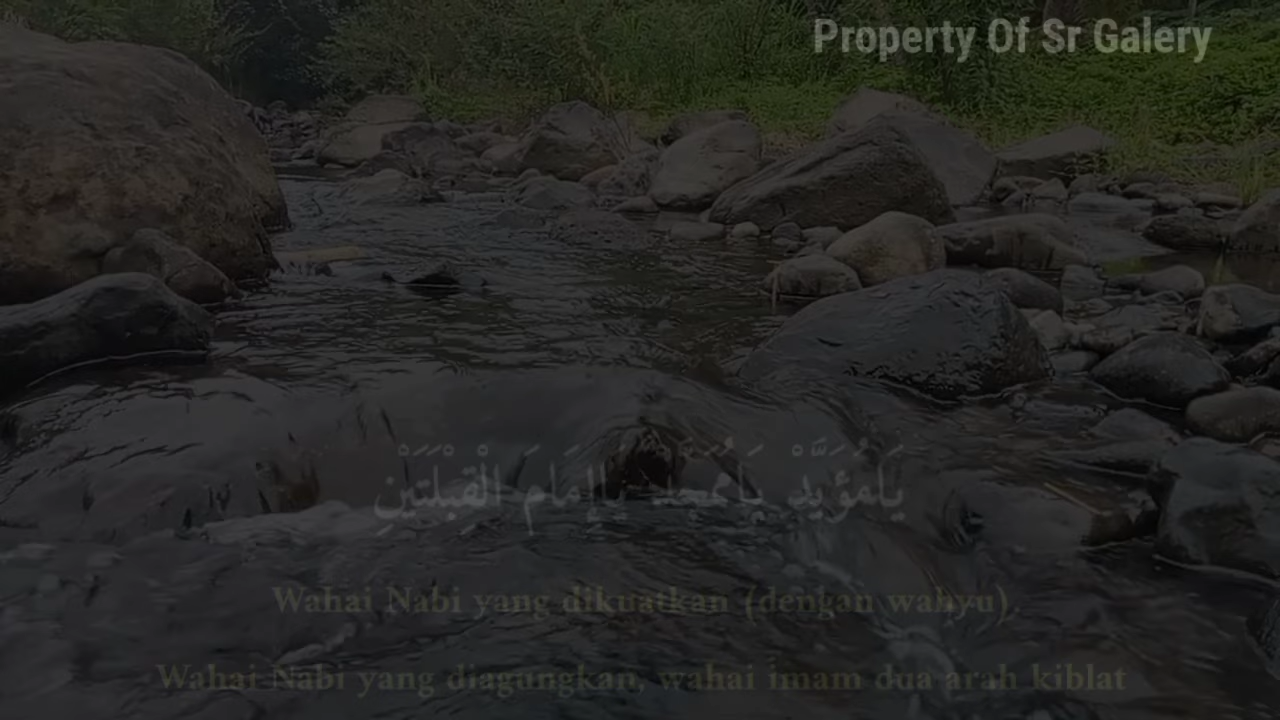 Property Of Sr Galery
يَامُؤَيَّدْ يَامُمَجَّدْ يَاإِمَامَ الْقِبْلَتَيْنِ
Wahai Nabi yang dikuatkan (dengan wahyu).
Wahai Nabi yang diagungkan, wahai imam dua arah kiblat